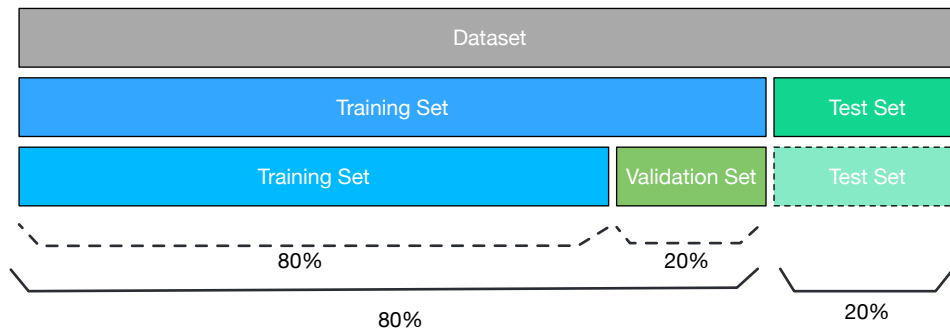 Dataset
Training Set Test Set
Training Set Validation Set Test Set
80% 20%
80% 20%